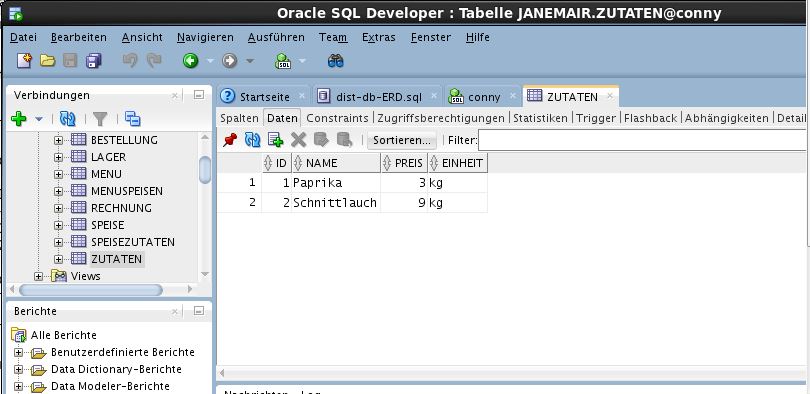 Oracle SQL Developer : Tabelle JANEMAIR.ZUTATEN@conny
Datei Bearbeiten Ansicht Navigieren Ausführen Team Extras Fenster Hilfe
Verbindungen
BESTELLUNG
LAGER
MENU
MENUSPEISEN
RECHNUNG
SPEISE
SPEISEZUTATEN
ZUTATEN
Views
Berichte
Alle Berichte
Benutzerdefinierte Berichte
Data Dictionary-Berichte
Data Modeler-Berichte
Startseite dist-db-ERD.sql conny ZUTATEN
Spalten Daten Constraints Zugriffsberechtigungen Statistiken Trigger Flashback Abhängigkeiten Detail
Sortieren... Filter:
ID NAME PREIS EINHEIT
1 1 Paprika 3 kg
2 2 Schnittlauch 9 kg